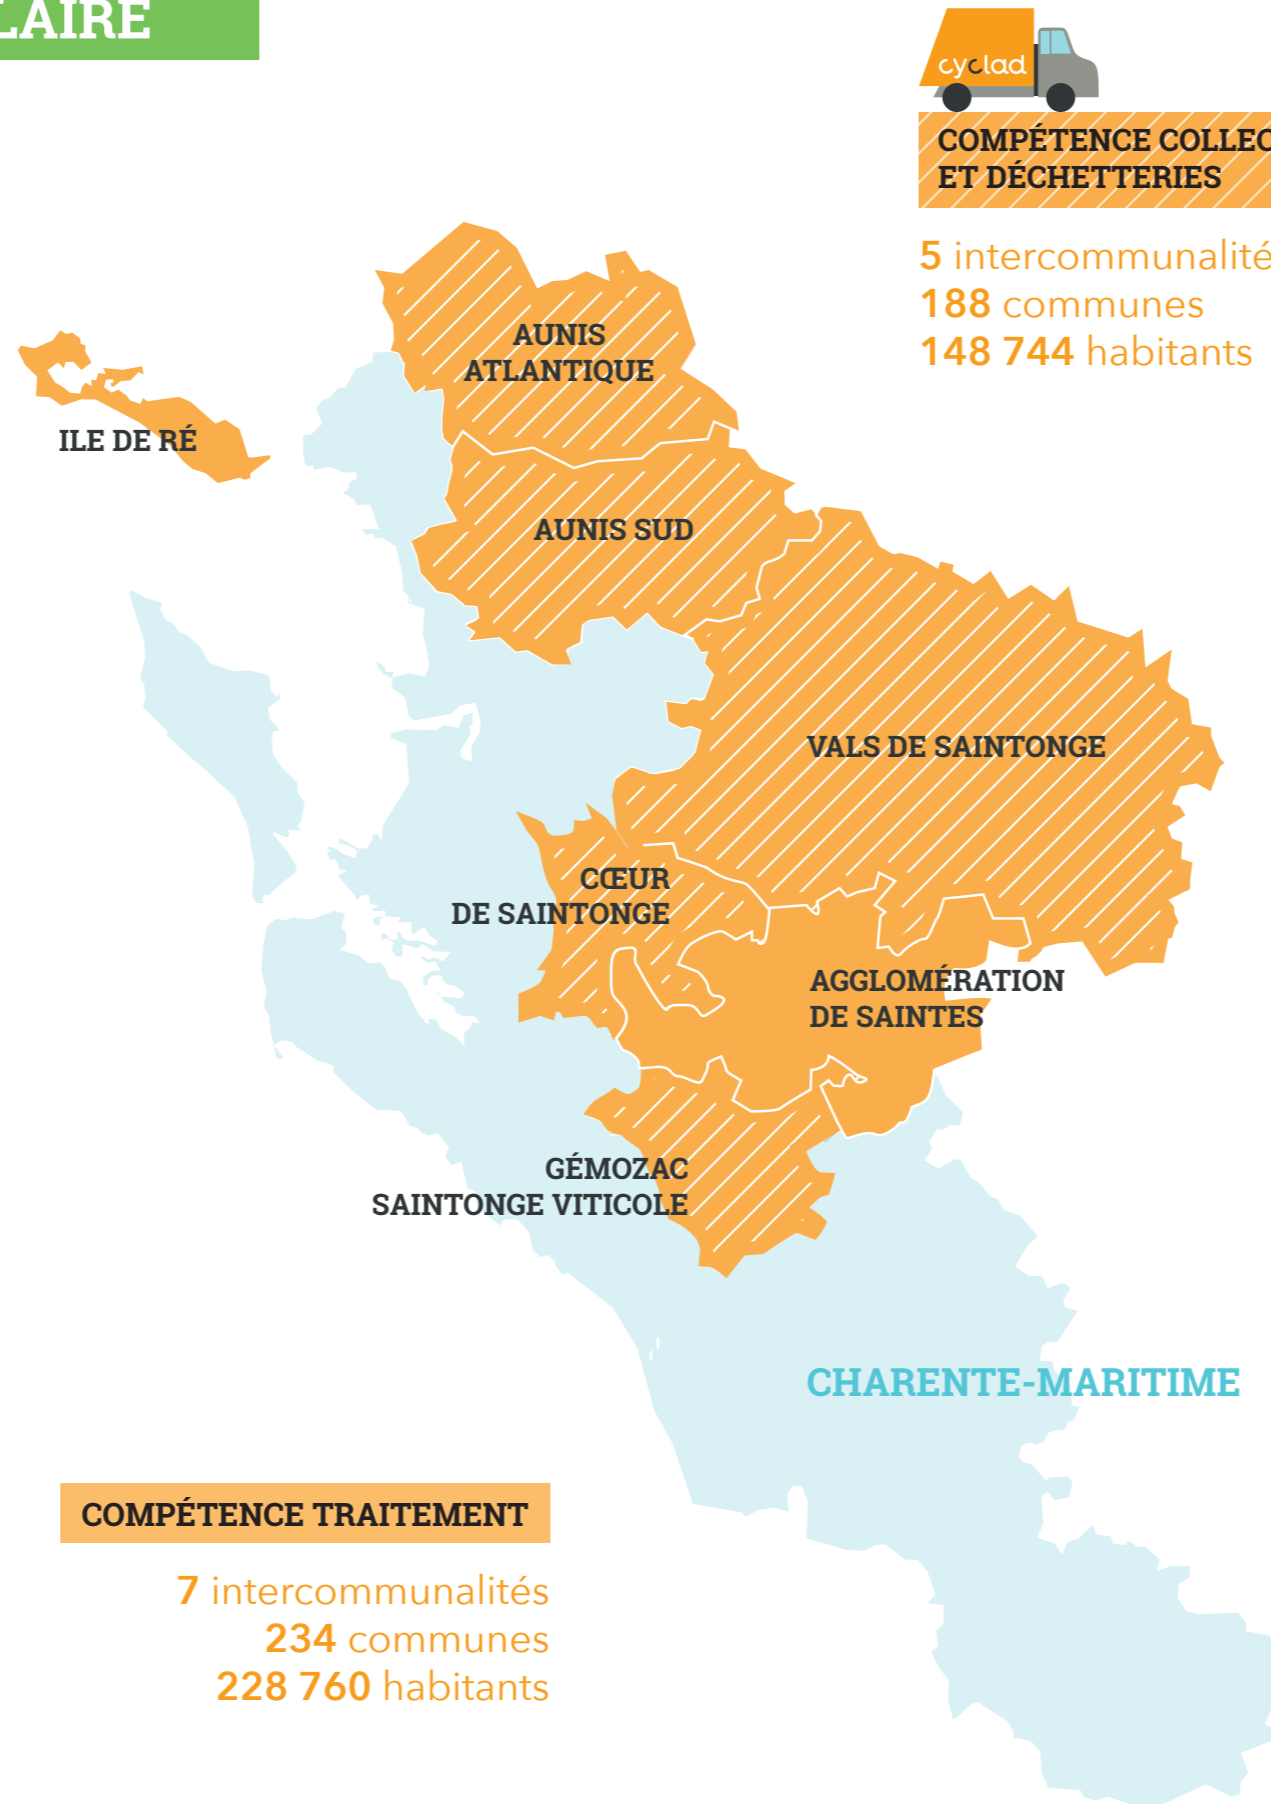 LAIRE
cyclad
COMPÉTENCE COLLEC
ET DÉCHETTERIES
5 intercommunalité
188 communes
148 744 habitants
AUNIS
ATLANTIQUE
ILE DE RÉ
AUNIS SUD
VALS DE SAINTONGE
CŒUR
DE SAINTONGE
AGGLOMÉRATION
DE SAINTES
GÉMOZAC
SAINTONGE VITICOLE
CHARENTE-MARITIME
COMPÉTENCE TRAITEMENT
7 intercommunalités
234 communes
228 760 habitants